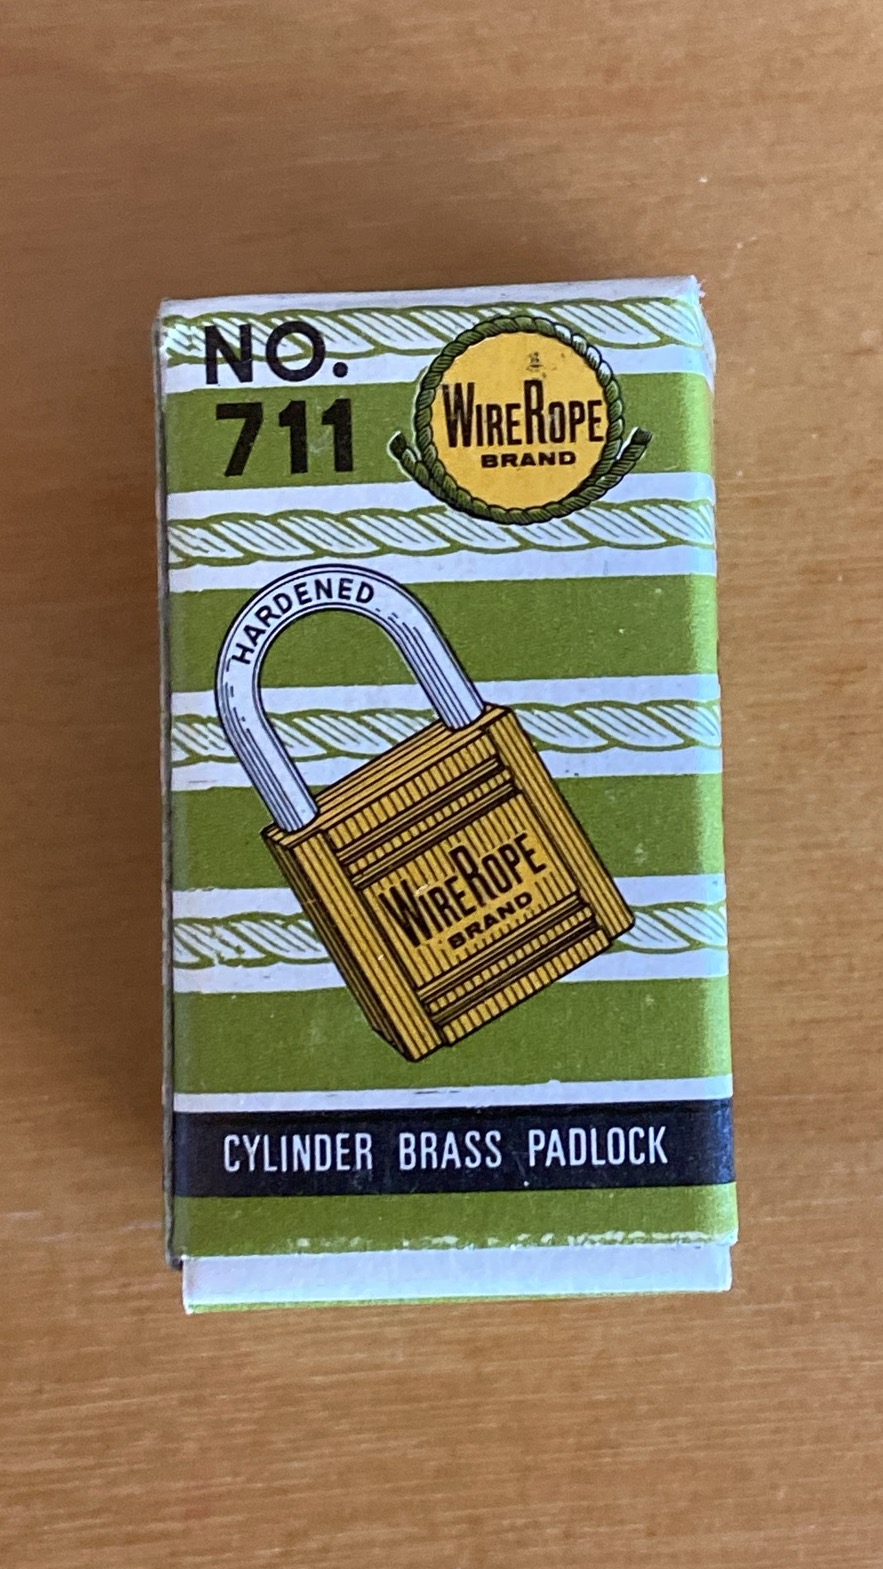 NO.
711
WIREROPE
BRAND
HARDENED
WIREROPE
BRAND
CYLINDER BRASS PADLOCK